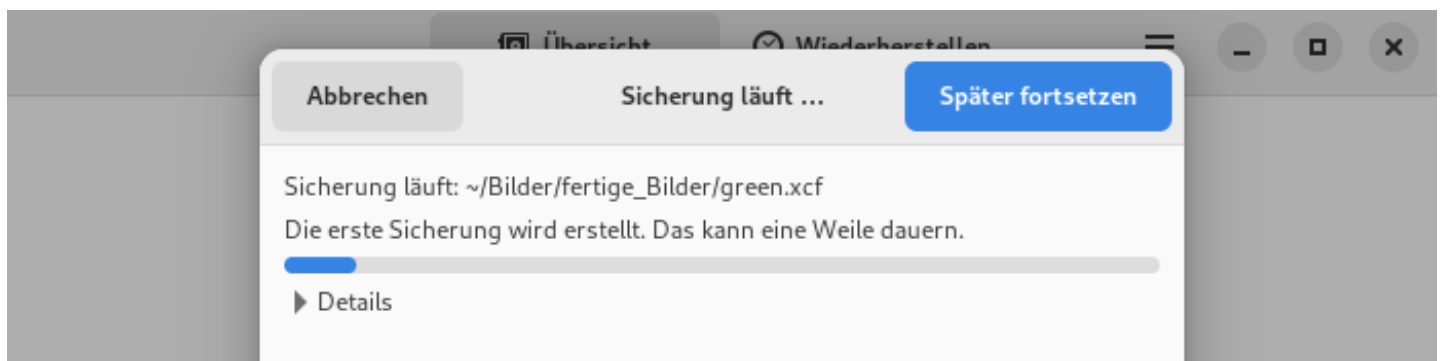 Übersicht
Wiederherstellen
Abbrechen
Sicherung läuft ...
Später fortsetzen
Sicherung läuft: ~/Bilder/fertige_Bilder/green.xcf
Die erste Sicherung wird erstellt. Das kann eine Weile dauern.
Details